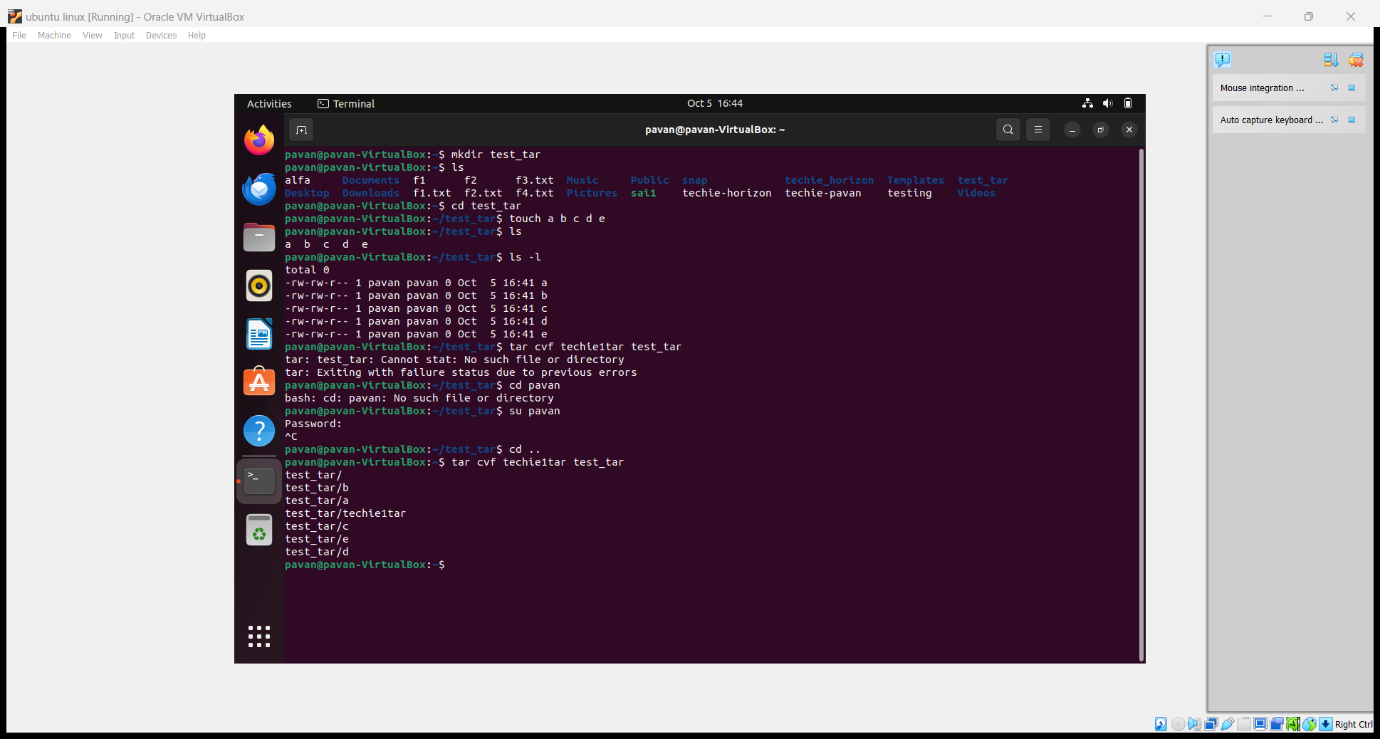 ubuntu linux [Running] - Oracle VM VirtualBox
File Machine View Input Devices Help
Mouse integration ...
Auto capture keyboard ...
Activities Terminal Oct 5 16:44
pavan@pavan-VirtualBox: ~
pavan@pavan-VirtualBox:~$ mkdir test_tar
pavan@pavan-VirtualBox:~$ ls
alfa Documents f1 f2 f3.txt Music Public snap techie_horizon Templates test_tar
Desktop Downloads f1.txt f2.txt f4.txt Pictures sai1 techie-horizon techie-pavan testing Videos
pavan@pavan-VirtualBox:~$ cd test_tar
pavan@pavan-VirtualBox:~/test_tar$ touch a b c d e
pavan@pavan-VirtualBox:~/test_tar$ ls
a b c d e
pavan@pavan-VirtualBox:~/test_tar$ ls -l
total 0
-rw-rw-r-- 1 pavan pavan 0 Oct 5 16:41 a
-rw-rw-r-- 1 pavan pavan 0 Oct 5 16:41 b
-rw-rw-r-- 1 pavan pavan 0 Oct 5 16:41 c
-rw-rw-r-- 1 pavan pavan 0 Oct 5 16:41 d
-rw-rw-r-- 1 pavan pavan 0 Oct 5 16:41 e
pavan@pavan-VirtualBox:~/test_tar$ tar cvf techie1tar test_tar
tar: test_tar: Cannot stat: No such file or directory
tar: Exiting with failure status due to previous errors
pavan@pavan-VirtualBox:~/test_tar$ cd pavan
bash: cd: pavan: No such file or directory
pavan@pavan-VirtualBox:~/test_tar$ su pavan
Password:
^C
pavan@pavan-VirtualBox:~/test_tar$ cd ..
pavan@pavan-VirtualBox:~$ tar cvf techie1tar test_tar
test_tar/
test_tar/b
test_tar/a
test_tar/techie1tar
test_tar/c
test_tar/e
test_tar/d
pavan@pavan-VirtualBox:~$
Right Ctrl